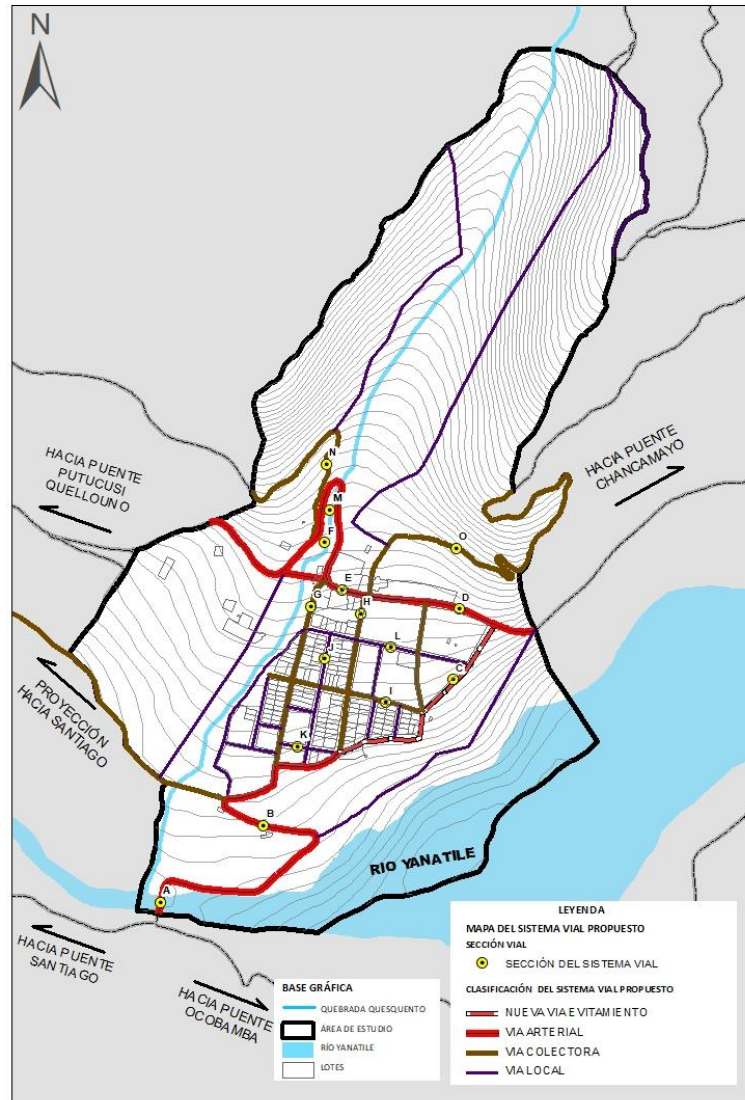 N
HACIA PUENTE
PUTUCUSI
QUELLOUNO
HACIA PUENTE
CHANCAMAYO
N
M
F
O
E
G
H
D
L
J
C
I
K
PROYECCIÓN
HACIA SANTIAGO
B
A
RIO YANATILE
HACIA PUENTE
SANTIAGO
HACIA PUENTE
OCOBAMBA
BASE GRÁFICA
QUEBRADA QUESQUENTO
ÁREA DE ESTUDIO
RÍO YANATILE
LOTES
LEYENDA
MAPA DEL SISTEMA VIAL PROPUESTO
SECCIÓN VIAL
SECCIÓN DEL SISTEMA VIAL
CLASIFICACIÓN DEL SISTEMA VIAL PROPUESTO
NUEVA VIA EVITAMIENTO
VIA ARTERIAL
VIA COLECTORA
VIA LOCAL